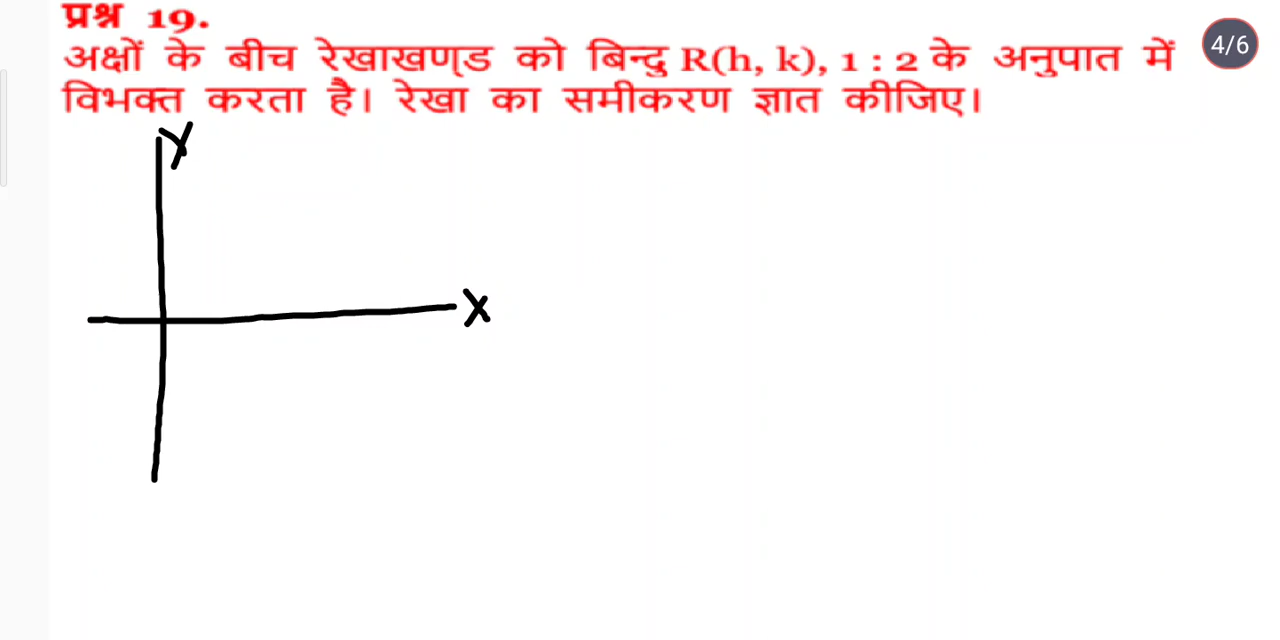 प्रश्न 19.
अक्षों के बीच रेखाखण्ड को बिन्दु R(h, k), 1 : 2 के अनुपात में
4/6
विभक्त करता है। रेखा का समीकरण ज्ञात कीजिए।
Y
X